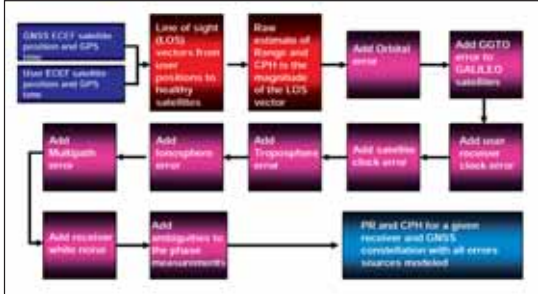 GNSS ECEF satellite
position and GPS
time
User ECEF satellite
position and GPS
time
Line of sight
(LOS)
vectors from
user
positions to
healthy
satellites
Raw
estimate of
Range and
CPH is the
magnitude of
the LOS
vector
Add Orbital
error
Add GGTO
error to
GALILEO
satellites
Add user
receiver
clock error
Add satellite
clock error
Add
Troposphere
error
Add
Ionosphere
error
Add
Multipath
error
Add receiver
white noise
Add
ambiguities to
the phase
measurements
PR and CPH for a given
receiver and GNSS
constellation with all errors
sources modeled